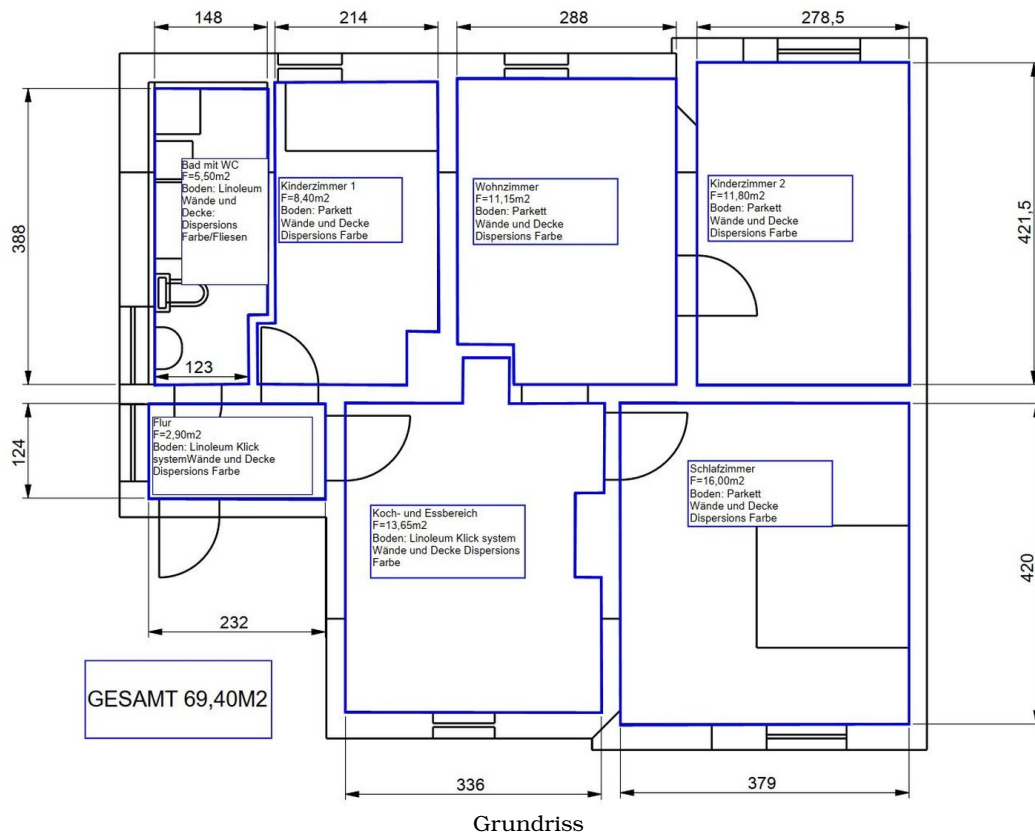 148
214
288
278,5
388
421,5
Bad mit WC
F=5,50m2
Boden: Linoleum
Wände und
Decke:
Dispersions
Farbe/Fliesen
Kinderzimmer 1
F=8,40m2
Boden: Parkett
Wände und Decke
Dispersions Farbe
Wohnzimmer
F=11,15m2
Boden: Parkett
Wände und Decke
Dispersions Farbe
Kinderzimmer 2
F=11,80m2
Boden: Parkett
Wände und Decke
Dispersions Farbe
123
124
Flur
F=2,90m2
Boden: Linoleum Klick
systemWände und Decke
Dispersions Farbe
Koch- und Essbereich
F=13,65m2
Boden: Linoleum Klick system
Wände und Decke Dispersions
Farbe
Schlafzimmer
F=16,00m2
Boden: Parkett
Wände und Decke
Dispersions Farbe
420
232
GESAMT 69,40M2
336
379
Grundriss